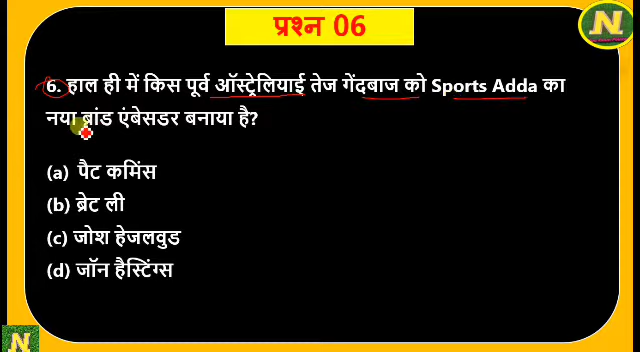 प्रश्न 06
N
6. हाल ही में किस पूर्व ऑस्ट्रेलियाई तेज गेंदबाज को Sports Adda का
नया ब्रांड एंबेसडर बनाया है?
(a) पैट कमिंस
(b) ब्रेट ली
(c) जोश हेजलवुड
(d) जॉन हैस्टिंग्स
N